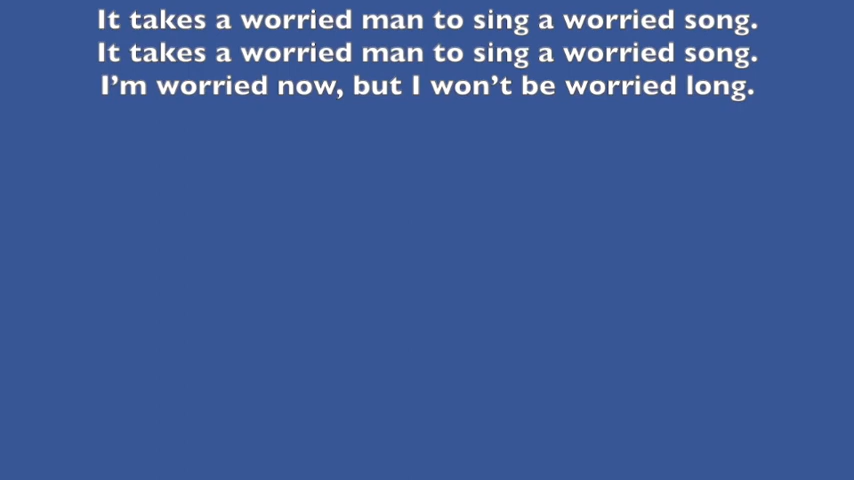 It takes a worried man to sing a worried song.
It takes a worried man to sing a worried song.
I’m worried now, but I won’t be worried long.